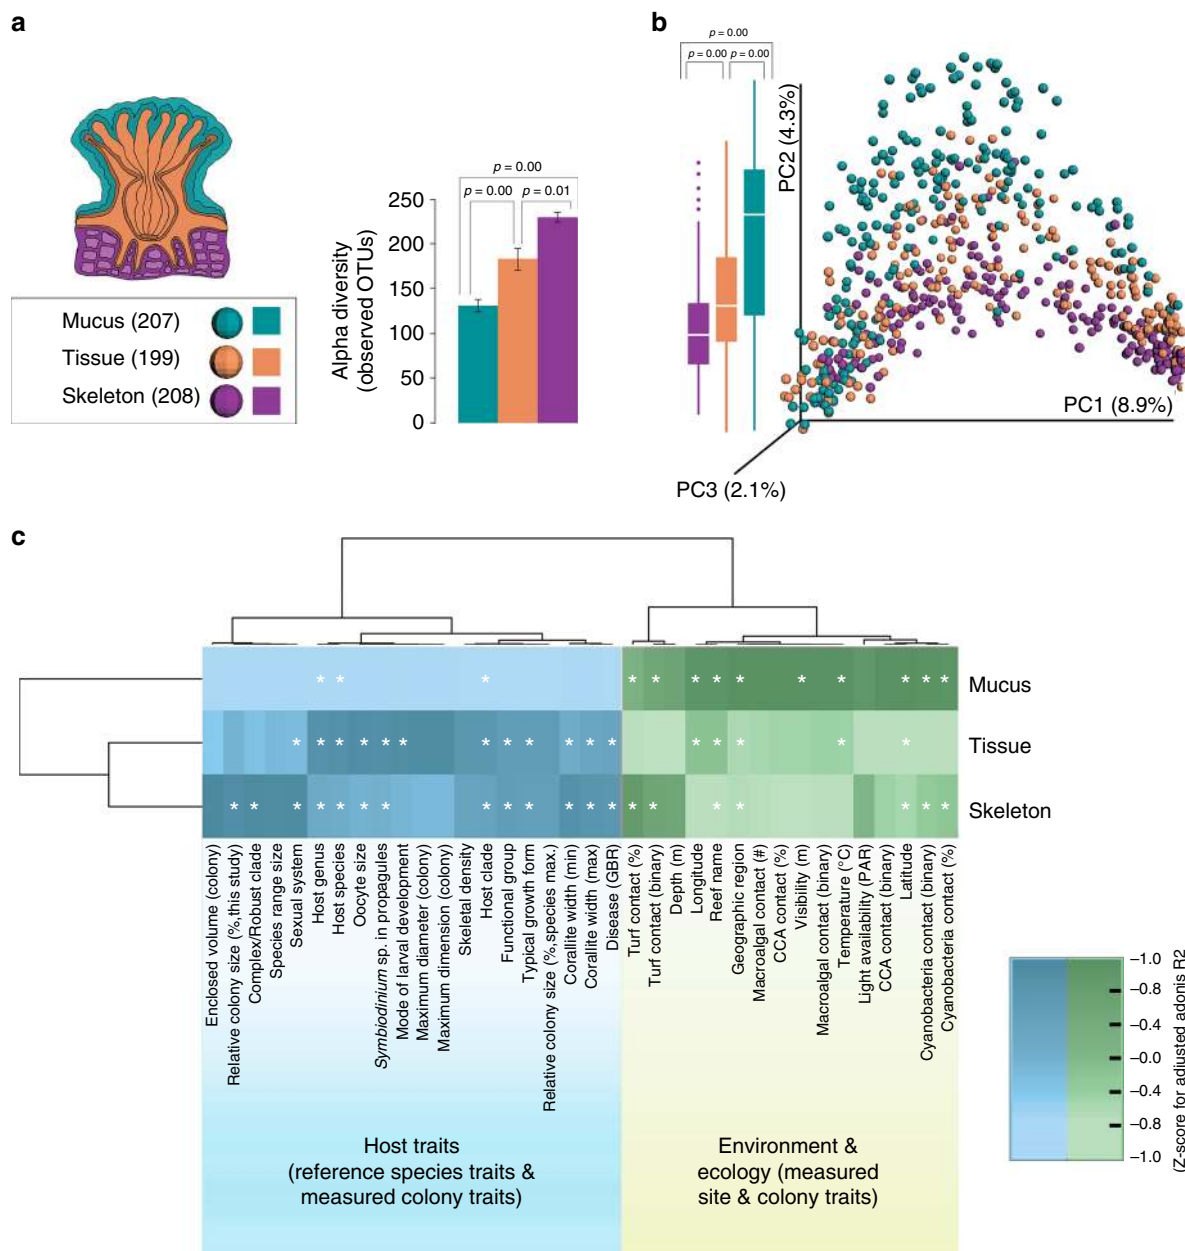 a
Mucus (207)
Tissue (199)
Skeleton (208)
Alpha diversity
(observed OTUs)
250
200
150
100
50
0
p = 0.00
p = 0.00
p = 0.01
b
p = 0.00
p = 0.00
p = 0.00
PC2 (4.3%)
PC1 (8.9%)
PC3 (2.1%)
c
* * * * * * * * * * * *
Mucus
* * * * * * * * * * * * * * * * * *
Tissue
* * * * * * * * * * * * * * * * * * * * *
Skeleton
Enclosed volume (colony)
Relative colony size (%,this study)
Complex/Robust clade
Species range size
Sexual system
Host genus
Host species
Oocyte size
Symbiodinium sp. in propagules
Mode of larval development
Maximum diameter (colony)
Maximum dimension (colony)
Skeletal density
Host clade
Functional group
Typical growth form
Relative colony size (%,species max.)
Corallite width (min)
Corallite width (max)
Disease (GBR)
Turf contact (%)
Turf contact (binary)
Depth (m)
Longitude
Reef name
Geographic region
Macroalgal contact (#)
CCA contact (%)
Visibility (m)
Macroalgal contact (binary)
Temperature (°C)
Light availability (PAR)
CCA contact (binary)
Latitude
Cyanobacteria contact (binary)
Cyanobacteria contact (%)
Host traits
(reference species traits &
measured colony traits)
Environment &
ecology (measured
site & colony traits)
–1.0
–0.8
–0.4
–0.0
–0.4
–0.8
–1.0
(Z-score for adjusted adonis R2